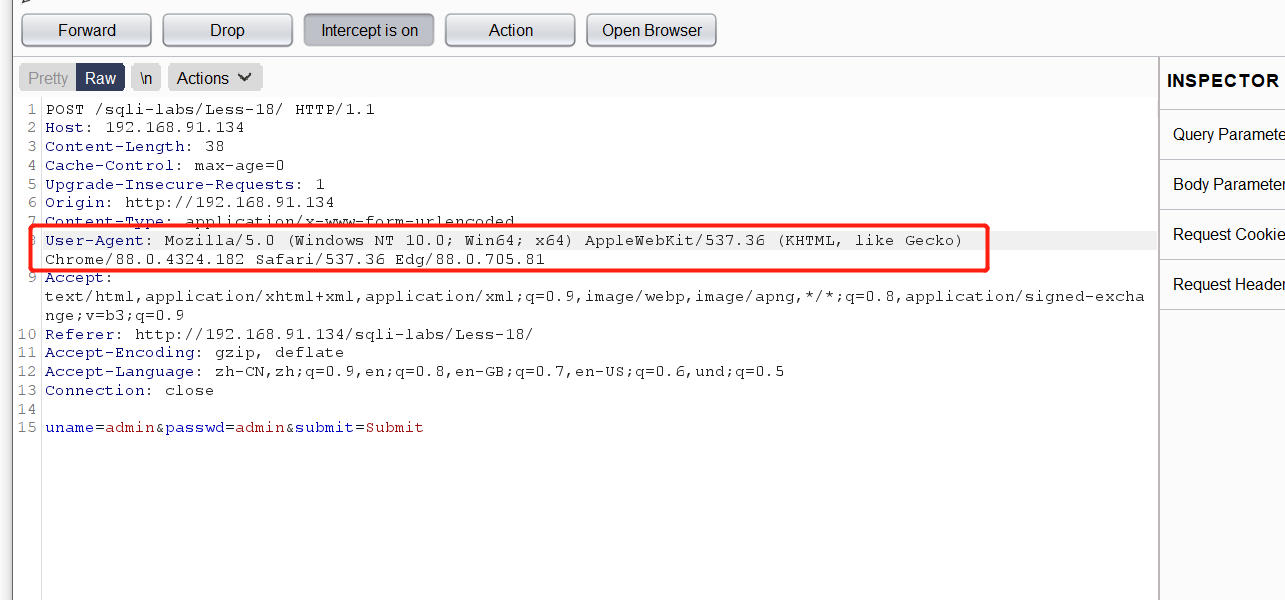 Forward Drop Intercept is on Action Open Browser
Pretty Raw \n Actions
INSPECTOR
1 POST /sqli-labs/Less-18/ HTTP/1.1
2 Host: 192.168.91.134
Query Paramete
3 Content-Length: 38
4 Cache-Control: max-age=0
5 Upgrade-Insecure-Requests: 1
Body Parameter
6 Origin: http://192.168.91.134
7 Content-Type: application/x-www-form-urlencoded
8 User-Agent: Mozilla/5.0 (Windows NT 10.0; Win64; x64) AppleWebKit/537.36 (KHTML, like Gecko)
Request Cookie
Chrome/88.0.4324.182 Safari/537.36 Edg/88.0.705.81
9 Accept:
Request Header
text/html,application/xhtml+xml,application/xml;q=0.9,image/webp,image/apng,*/*;q=0.8,application/signed-excha
nge;v=b3;q=0.9
10 Referer: http://192.168.91.134/sqli-labs/Less-18/
11 Accept-Encoding: gzip, deflate
12 Accept-Language: zh-CN,zh;q=0.9,en;q=0.8,en-GB;q=0.7,en-US;q=0.6,und;q=0.5
13 Connection: close
14
15 uname=admin&passwd=admin&submit=Submit